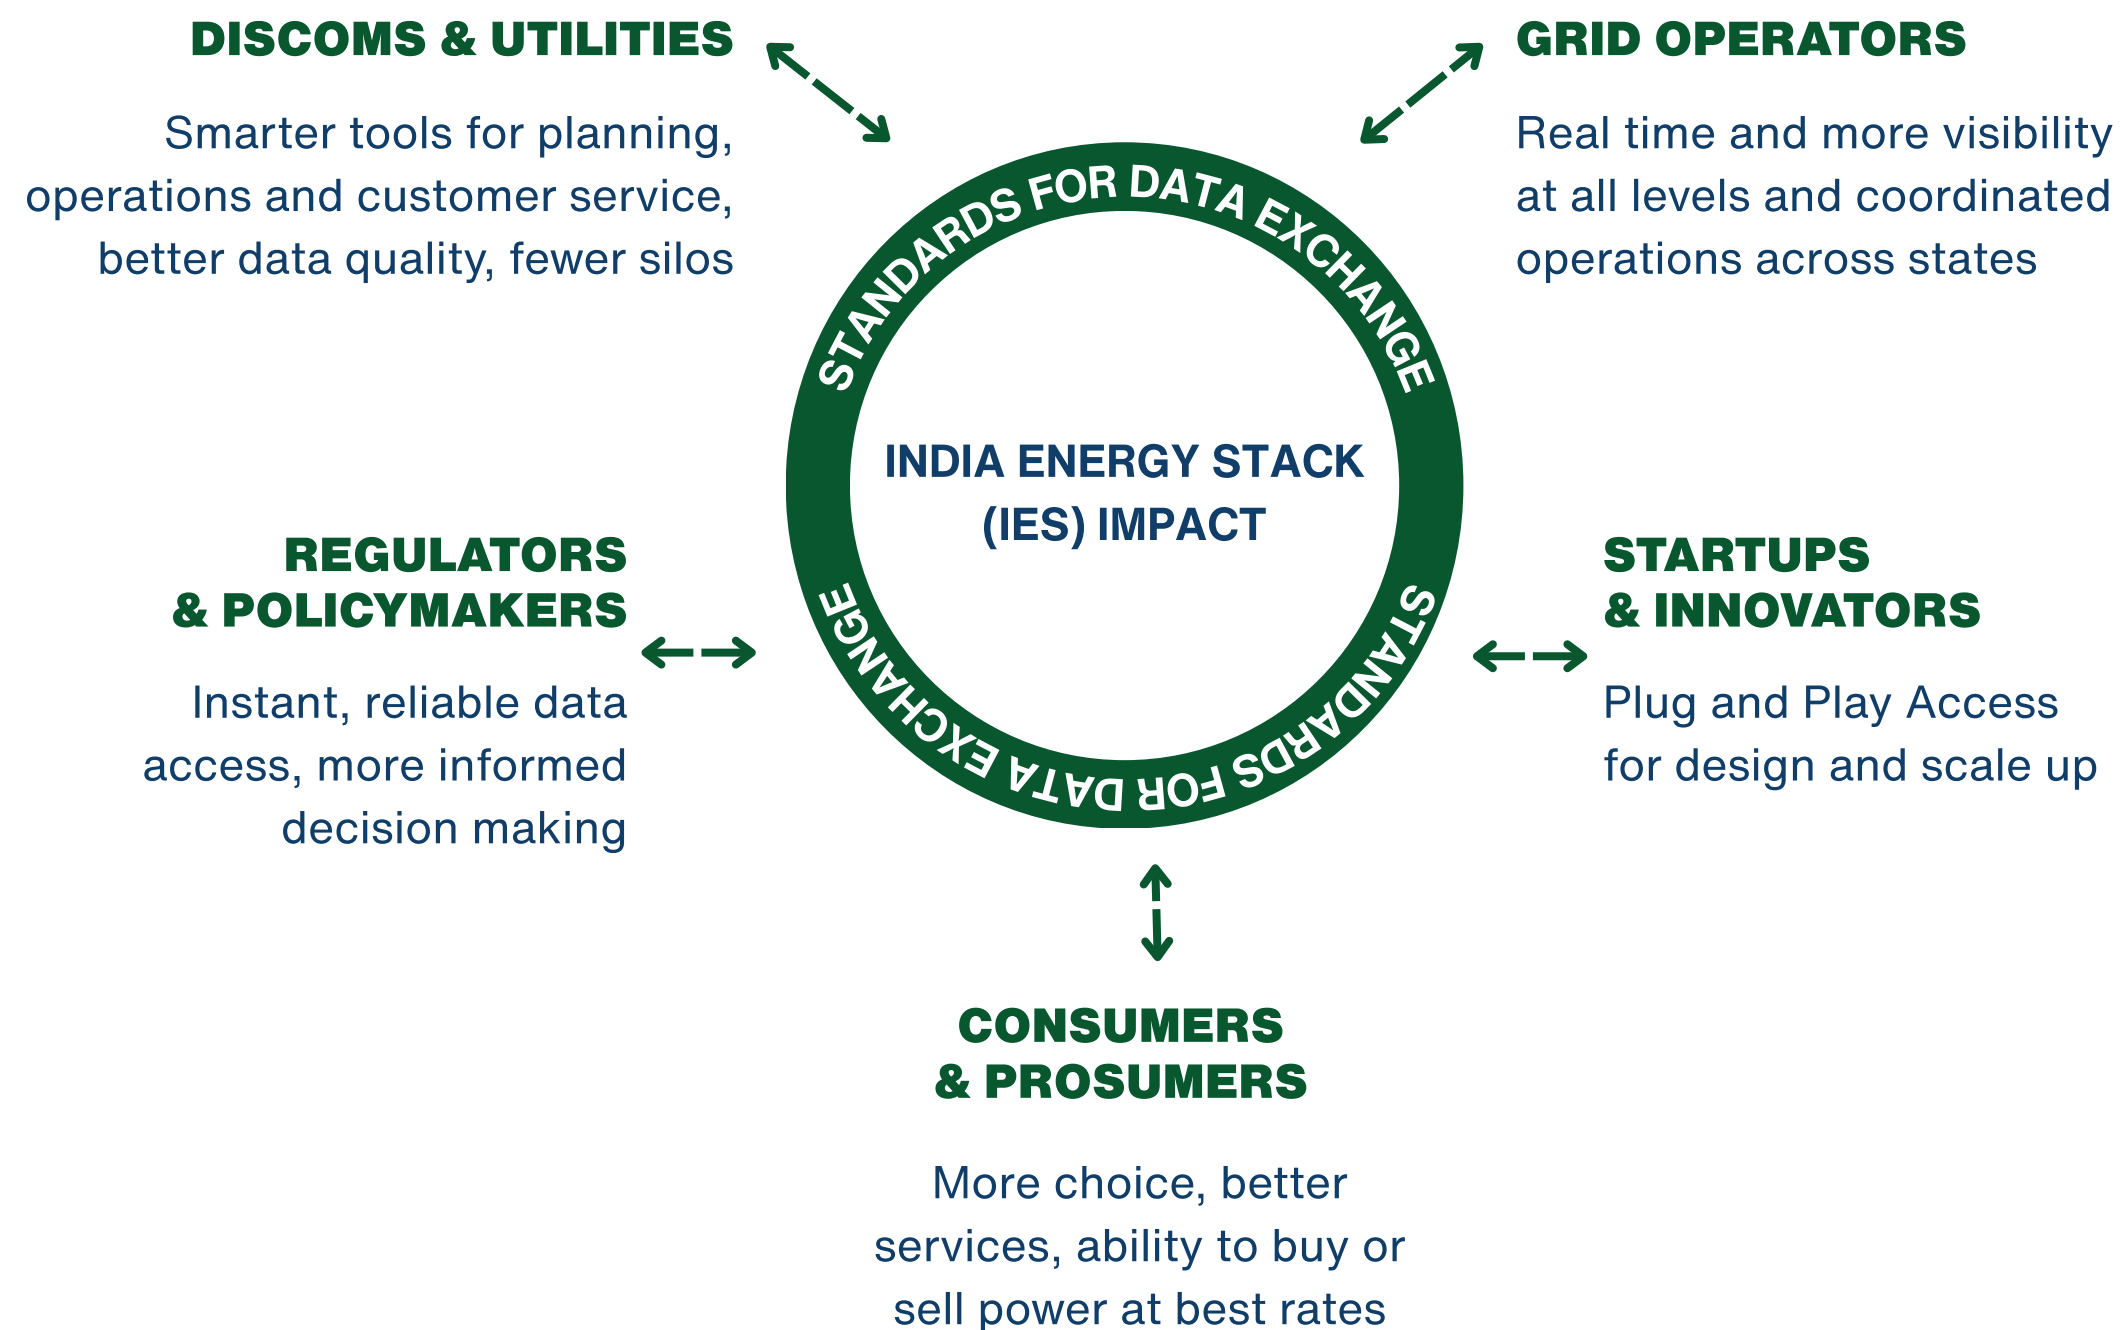 DISCOMS & UTILITIES
Smarter tools for planning,
operations and customer service,
better data quality, fewer silos
GRID OPERATORS
Real time and more visibility
at all levels and coordinated
operations across states
STANDARDS FOR DATA EXCHANGE
INDIA ENERGY STACK
(IES) IMPACT
STANDARDS FOR DATA EXCHANGE
REGULATORS
& POLICYMAKERS
Instant, reliable data
access, more informed
decision making
STARTUPS
& INNOVATORS
Plug and Play Access
for design and scale up
CONSUMERS
& PROSUMERS
More choice, better
services, ability to buy or
sell power at best rates